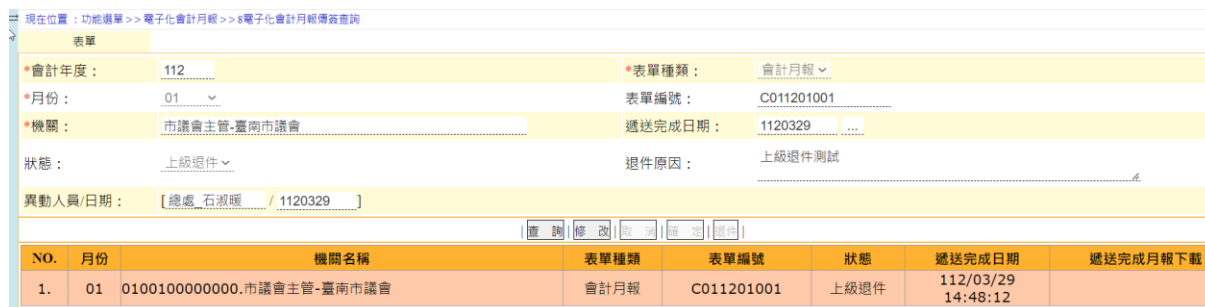 現在位置 : 功能選單>>電子化會計月報>>8電子化會計月報傳簽查詢
表單
*會計年度： 112 *表單種類： 會計月報
*月份： 01 表單編號： C011201001
*機關： 市議會主管-臺南市議會 遞送完成日期： 1120329 ...
狀態： 上級退件 退件原因： 上級退件測試
異動人員/日期： [ 總處_石淑暖 / 1120329 ]
| 查 詢 | 修 改 | 取 消 | 確 定 | 退件 |
NO. 月份 機關名稱 表單種類 表單編號 狀態 遞送完成日期 遞送完成月報下載
1. 01 0100100000000.市議會主管-臺南市議會 會計月報 C011201001 上級退件 112/03/29
14:48:12